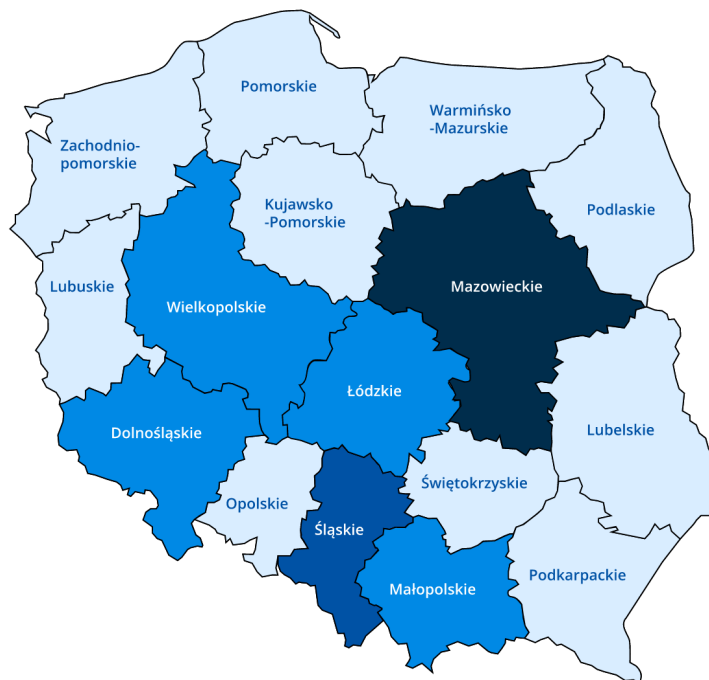 Pomorskie
Warmińsko
-Mazurskie
Zachodnio-
pomorskie
Kujawsko
-Pomorskie
Podlaskie
Lubuskie
Wielkopolskie
Mazowieckie
Łódzkie
Dolnośląskie
Lubelskie
Opolskie
Świętokrzyskie
Śląskie
Małopolskie
Podkarpackie